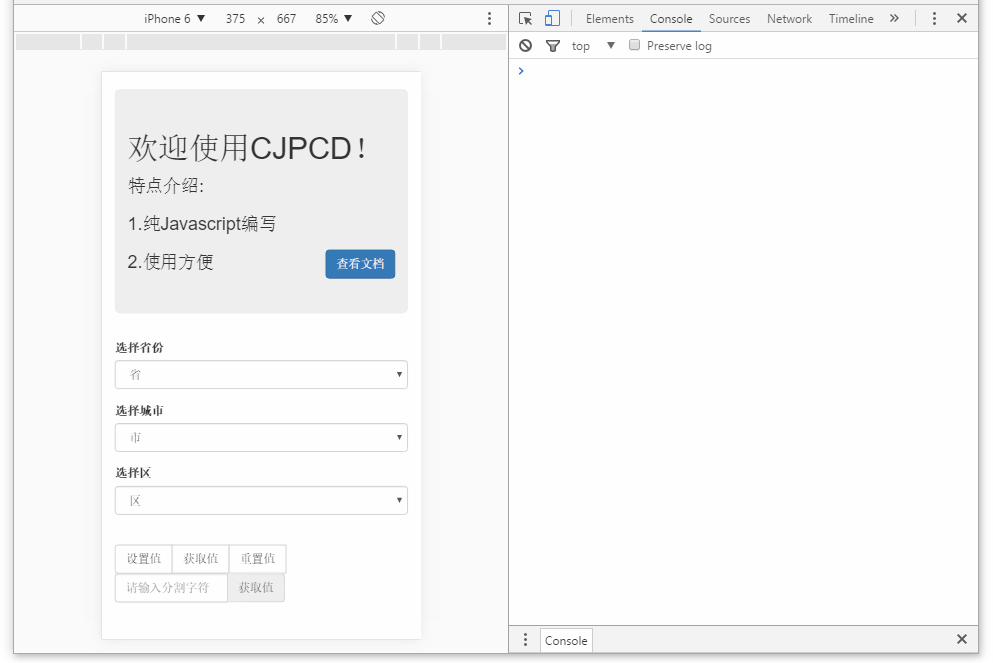 iPhone 6 ▼ 375 × 667 85% ▼
Elements Console Sources Network Timeline »
top ▼ Preserve log
欢迎使用CJPCD！
特点介绍:
1.纯Javascript编写
2.使用方便
查看文档
选择省份
省
选择城市
市
选择区
区
设置值 获取值 重置值
请输入分割字符 获取值
Console